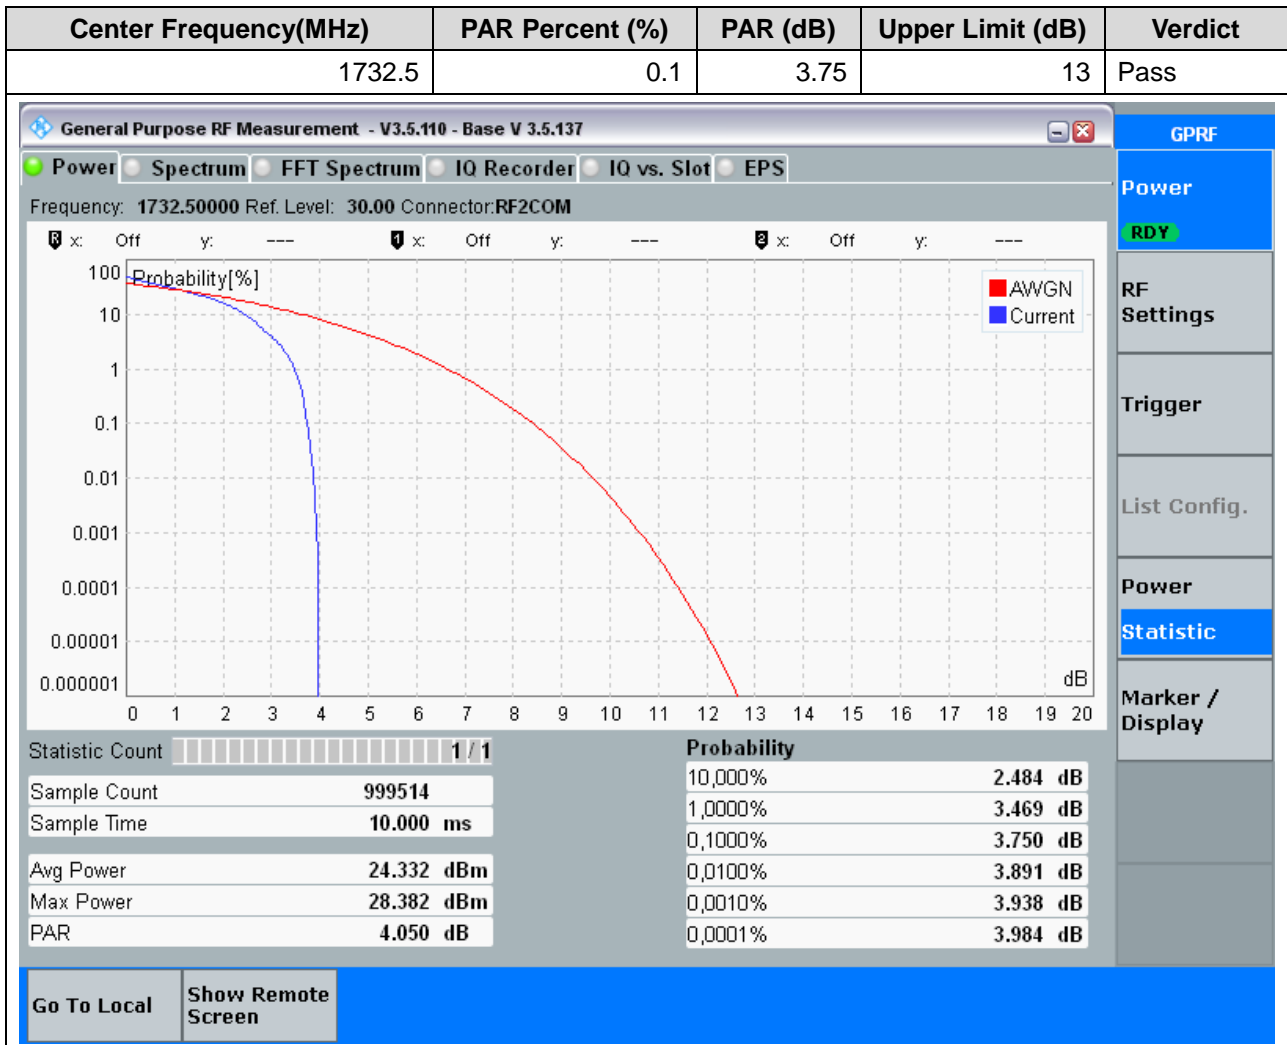 Center Frequency(MHz) PAR Percent (%) PAR (dB) Upper Limit (dB) Verdict
1732.5 0.1 3.75 13 Pass
General Purpose RF Measurement - V3.5.110 - Base V 3.5.137
GPRF
Power Spectrum FFT Spectrum IQ Recorder IQ vs. Slot EPS
Power
RDY
Frequency: 1732.50000 Ref. Level: 30.00 Connector:RF2COM
R x: Off y: --- 1 x: Off y: --- 2 x: Off y: ---
Probability[%]
100
10
1
0.1
0.01
0.001
0.0001
0.00001
0.000001
AWGN
Current
dB
0 1 2 3 4 5 6 7 8 9 10 11 12 13 14 15 16 17 18 19 20
RF
Settings
Trigger
List Config.
Power
Statistic
Marker /
Display
Statistic Count 1 / 1
Sample Count 999514
Sample Time 10.000 ms
Avg Power 24.332 dBm
Max Power 28.382 dBm
PAR 4.050 dB
Probability
10,000% 2.484 dB
1,0000% 3.469 dB
0,1000% 3.750 dB
0,0100% 3.891 dB
0,0010% 3.938 dB
0,0001% 3.984 dB
Go To Local
Show Remote
Screen